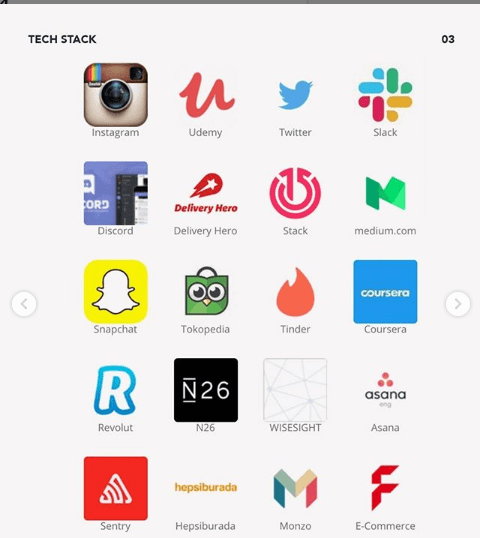 TECH STACK
03
Instagram
Udemy
Twitter
Slack
CORD
Discord
Delivery Hero
Delivery Hero
Stack
medium.com
Snapchat
Tokopedia
Tinder
coursera
Coursera
Revolut
N26
N26
WISESIGHT
asana
eng
Asana
Sentry
hepsiburada
Hepsiburada
Monzo
E-Commerce